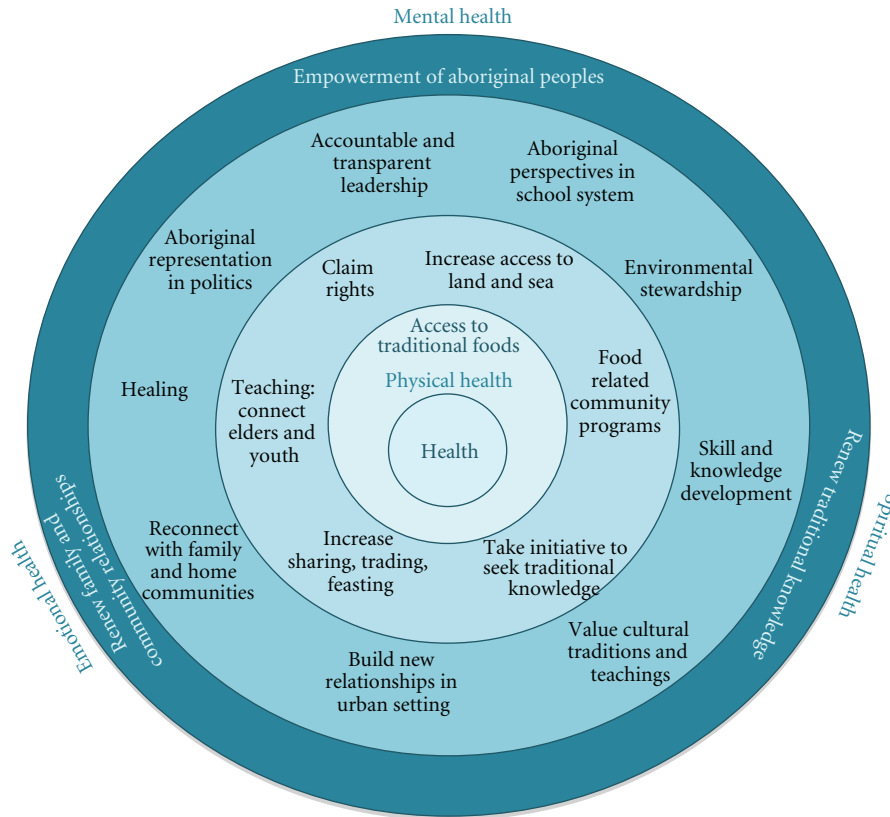 Mental health
Empowerment of aboriginal peoples
Accountable and
transparent
leadership
Aboriginal
perspectives in
school system
Aboriginal
representation
in politics
Claim
rights
Increase access to
land and sea
Environmental
stewardship
Access to
traditional foods
Physical health
Health
Healing
Teaching:
connect
elders and
youth
Food
related
community
programs
Skill and
knowledge
development
Reconnect
with family
and home
communities
Increase
sharing, trading,
feasting
Take initiative to
seek traditional
knowledge
Build new
relationships in
urban setting
Value cultural
traditions and
teachings
Emotional health
Renew family and
community relationships
Renew traditional knowledge
Spiritual health